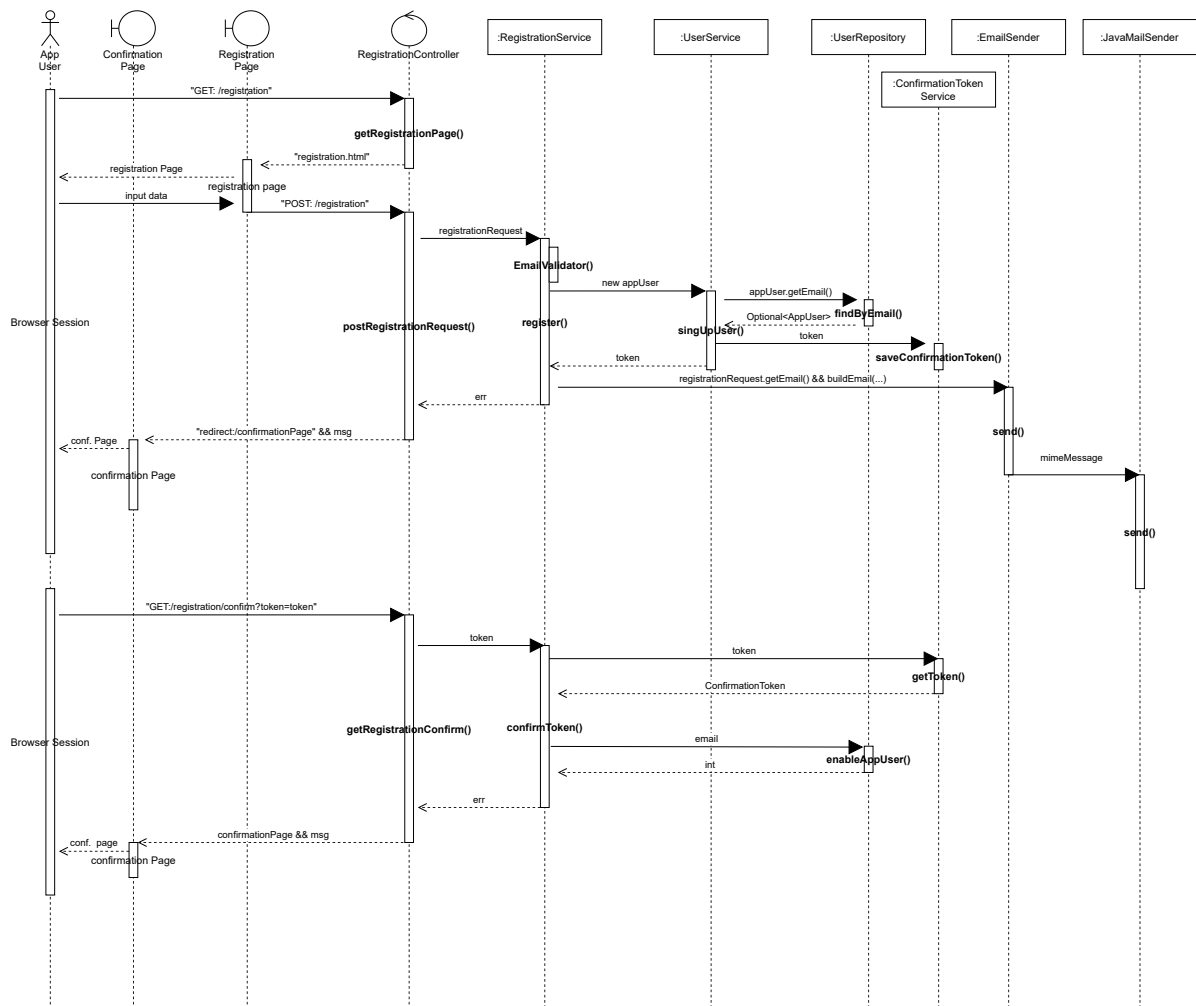 App
User
Confirmation
Page
Registration
Page
RegistrationController
:RegistrationService
:UserService
:UserRepository
:EmailSender
:JavaMailSender
:ConfirmationToken
Service
"GET: /registration"
getRegistrationPage()
"registration.html"
registration Page
registration page
input data
"POST: /registration"
registrationRequest
EmailValidator()
new appUser
appUser.getEmail()
findByEmail()
Optional<AppUser>
Browser Session
postRegistrationRequest()
register()
singUpUser()
token
saveConfirmationToken()
token
registrationRequest.getEmail() && buildEmail(...)
err
"redirect:/confirmationPage" && msg
send()
conf. Page
mimeMessage
confirmation Page
send()
"GET:/registration/confirm?token=token"
token
token
getToken()
ConfirmationToken
getRegistrationConfirm()
confirmToken()
Browser Session
email
enableAppUser()
int
err
confirmationPage && msg
conf. page
confirmation Page